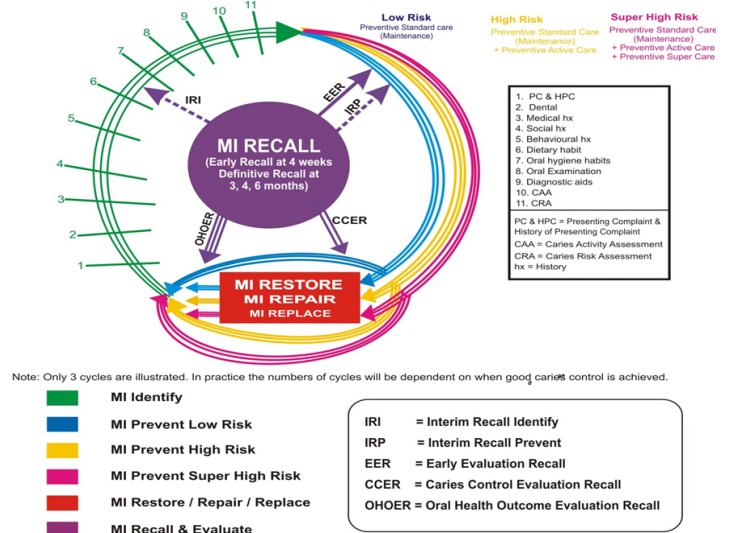 Low Risk
Preventive Standard care
(Maintenance)
High Risk
Preventive Standard Care
(Maintenance)
+ Preventive Active Care
Super High Risk
Preventive Standard Care
(Maintenance)
+ Preventive Active Care
+ Preventive Super Care
11
10
9
8
7
6
5
4
3
2
1
IRI
EER
IRP
MI RECALL
(Early Recall at 4 weeks
Definitive Recall at
3, 4, 6 months)
OHOER
CCER
MI RESTORE
MI REPAIR
MI REPLACE
1. PC & HPC
2. Dental
3. Medical hx
4. Social hx
5. Behavioural hx
6. Dietary habit
7. Oral hygiene habits
8. Oral Examination
9. Diagnostic aids
10. CAA
11. CRA
PC & HPC = Presenting Complaint &
History of Presenting Complaint
CAA = Caries Activity Assessment
CRA = Caries Risk Assessment
hx = History
Note: Only 3 cycles are illustrated. In practice the numbers of cycles will be dependent on when good caries control is achieved.
MI Identify
MI Prevent Low Risk
MI Prevent High Risk
MI Prevent Super High Risk
MI Restore / Repair / Replace
MI Recall & Evaluate
IRI = Interim Recall Identify
IRP = Interim Recall Prevent
EER = Early Evaluation Recall
CCER = Caries Control Evaluation Recall
OHOER = Oral Health Outcome Evaluation Recall